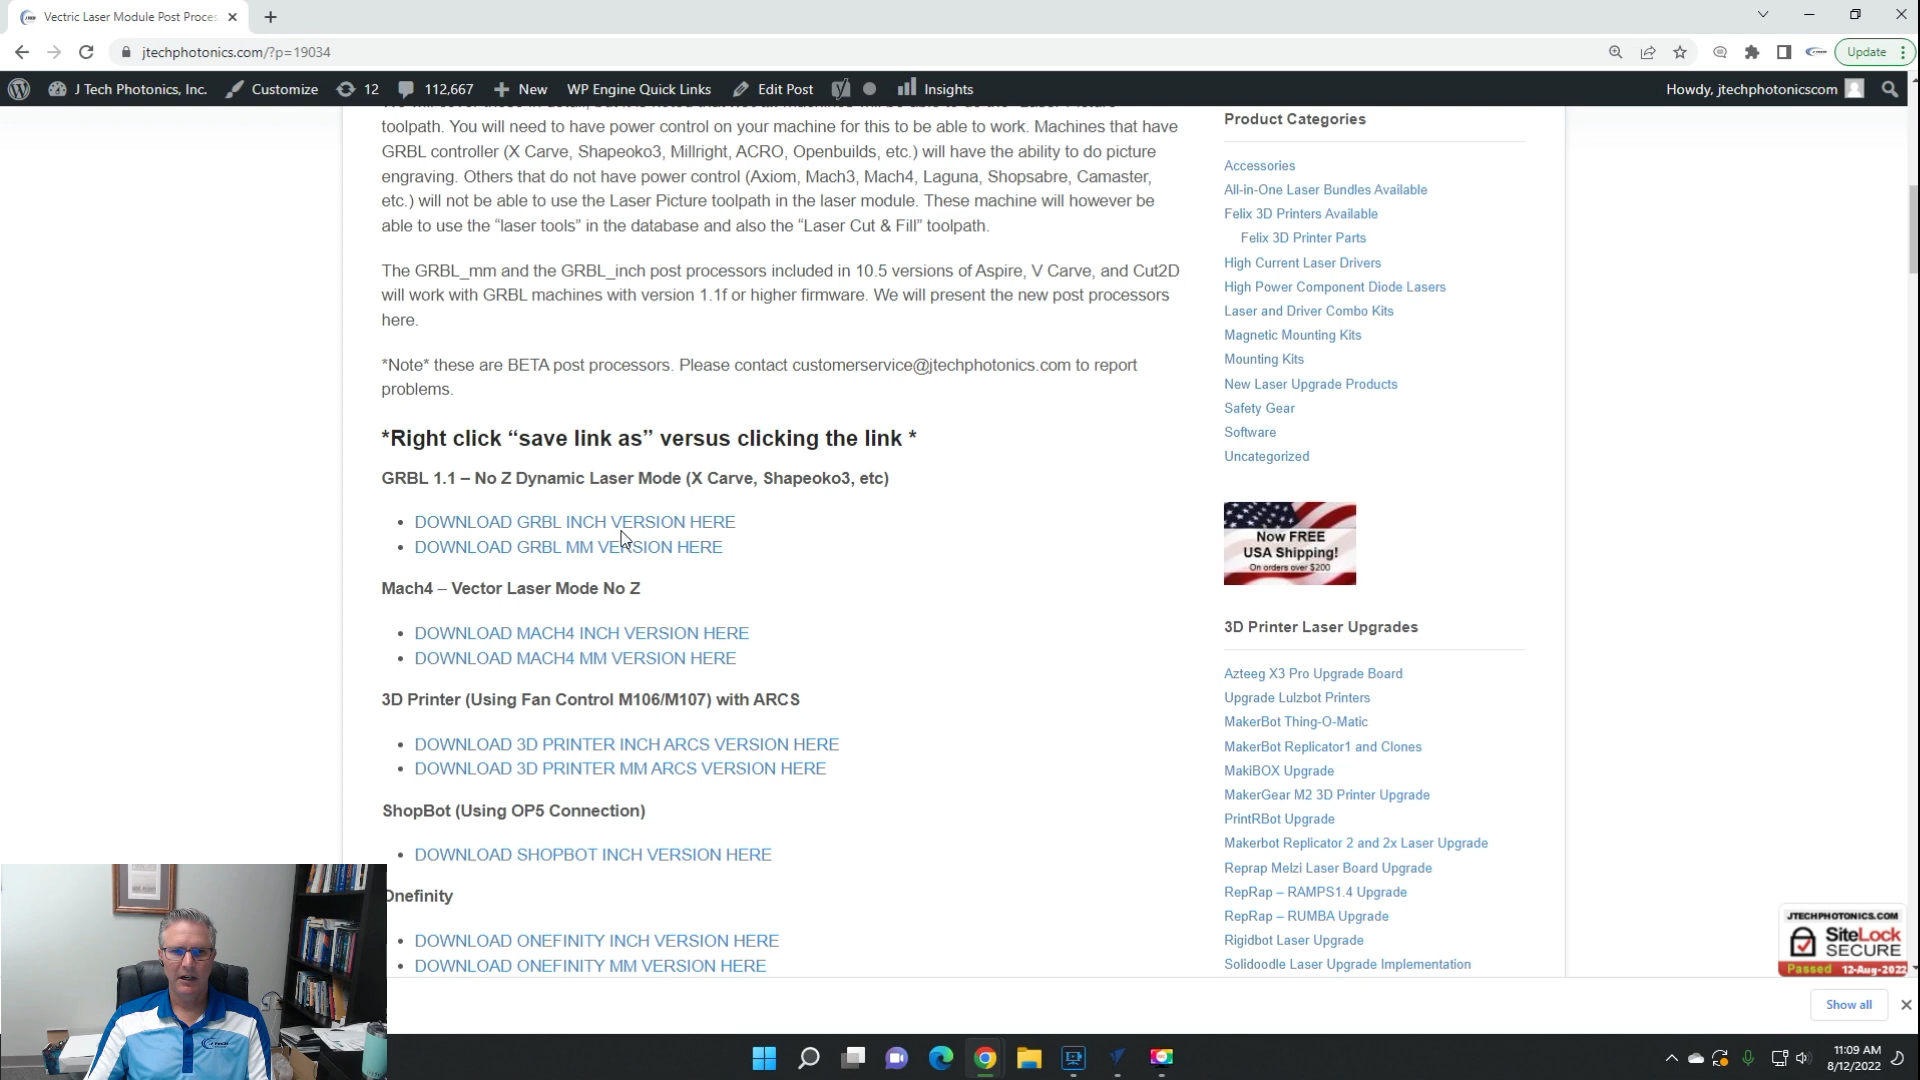 Vectric Laser Module Post Proces
jtechphotonics.com/?p=19034
Update
J Tech Photonics, Inc.
Customize
12
112,667
New
WP Engine Quick Links
Edit Post
Insights
Howdy, jtechphotonicscom
toolpath. You will need to have power control on your machine for this to be able to work. Machines that have
GRBL controller (X Carve, Shapeoko3, Millright, ACRO, Openbuilds, etc.) will have the ability to do picture
engraving. Others that do not have power control (Axiom, Mach3, Mach4, Laguna, Shopsabre, Camaster,
etc.) will not be able to use the Laser Picture toolpath in the laser module. These machine will however be
able to use the “laser tools” in the database and also the “Laser Cut & Fill” toolpath.
The GRBL_mm and the GRBL_inch post processors included in 10.5 versions of Aspire, V Carve, and Cut2D
will work with GRBL machines with version 1.1f or higher firmware. We will present the new post processors
here.
*Note* these are BETA post processors. Please contact customerservice@jtechphotonics.com to report
problems.
*Right click “save link as” versus clicking the link *
GRBL 1.1 – No Z Dynamic Laser Mode (X Carve, Shapeoko3, etc)
DOWNLOAD GRBL INCH VERSION HERE
DOWNLOAD GRBL MM VERSION HERE
Mach4 – Vector Laser Mode No Z
DOWNLOAD MACH4 INCH VERSION HERE
DOWNLOAD MACH4 MM VERSION HERE
3D Printer (Using Fan Control M106/M107) with ARCS
DOWNLOAD 3D PRINTER INCH ARCS VERSION HERE
DOWNLOAD 3D PRINTER MM ARCS VERSION HERE
ShopBot (Using OP5 Connection)
DOWNLOAD SHOPBOT INCH VERSION HERE
Onefinity
DOWNLOAD ONEFINITY INCH VERSION HERE
DOWNLOAD ONEFINITY MM VERSION HERE
Product Categories
Accessories
All-in-One Laser Bundles Available
Felix 3D Printers Available
Felix 3D Printer Parts
High Current Laser Drivers
High Power Component Diode Lasers
Laser and Driver Combo Kits
Magnetic Mounting Kits
Mounting Kits
New Laser Upgrade Products
Safety Gear
Software
Uncategorized
Now FREE
USA Shipping!
On orders over $200
3D Printer Laser Upgrades
Azteeg X3 Pro Upgrade Board
Upgrade Lulzbot Printers
MakerBot Thing-O-Matic
MakerBot Replicator1 and Clones
MakiBOX Upgrade
MakerGear M2 3D Printer Upgrade
PrintRBot Upgrade
Makerbot Replicator 2 and 2x Laser Upgrade
Reprap Melzi Laser Board Upgrade
RepRap – RAMPS1.4 Upgrade
RepRap – RUMBA Upgrade
Rigidbot Laser Upgrade
Solidoodle Laser Upgrade Implementation
JTECHPHOTONICS.COM
SiteLock
SECURE
Passed 12-Aug-2022
Show all
11:09 AM
8/12/2022